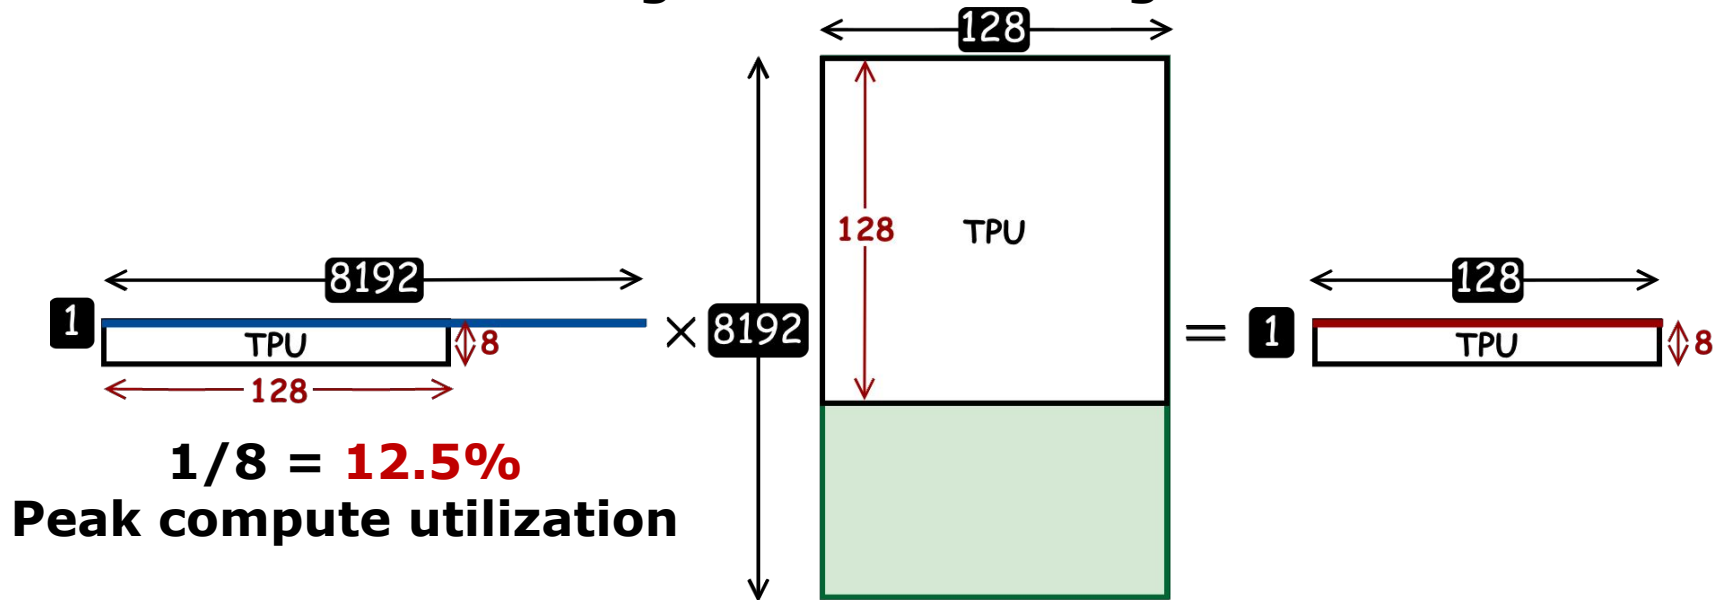 128
128
TPU
8192
1
TPU
8
128
× 8192
=
128
1
TPU
8
1/8 = 12.5%
Peak compute utilization